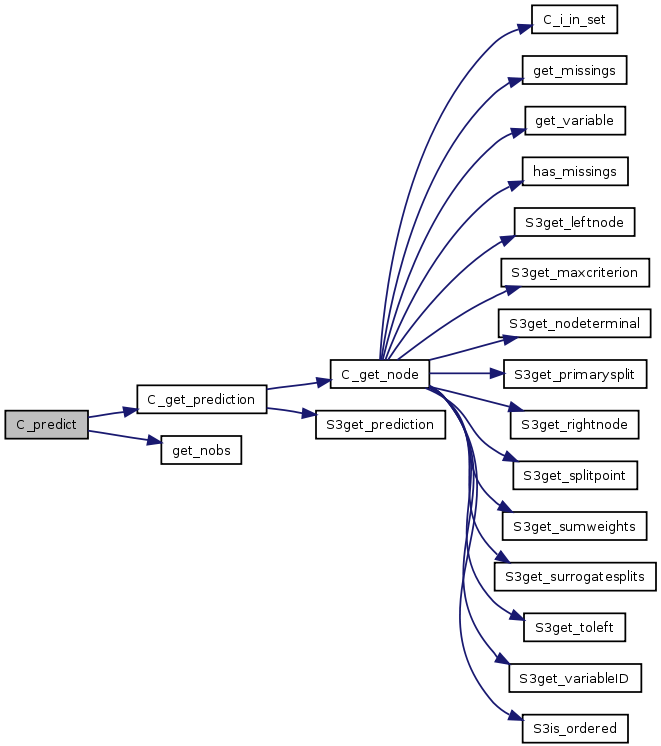 C_i_in_set
get_missings
get_variable
has_missings
S3get_leftnode
S3get_maxcriterion
S3get_nodeterminal
C_get_node
S3get_primarysplit
C_get_prediction
C_predict
S3get_prediction
S3get_rightnode
get_nobs
S3get_splitpoint
S3get_sumweights
S3get_surrogatesplits
S3get_toleft
S3get_variableID
S3is_ordered